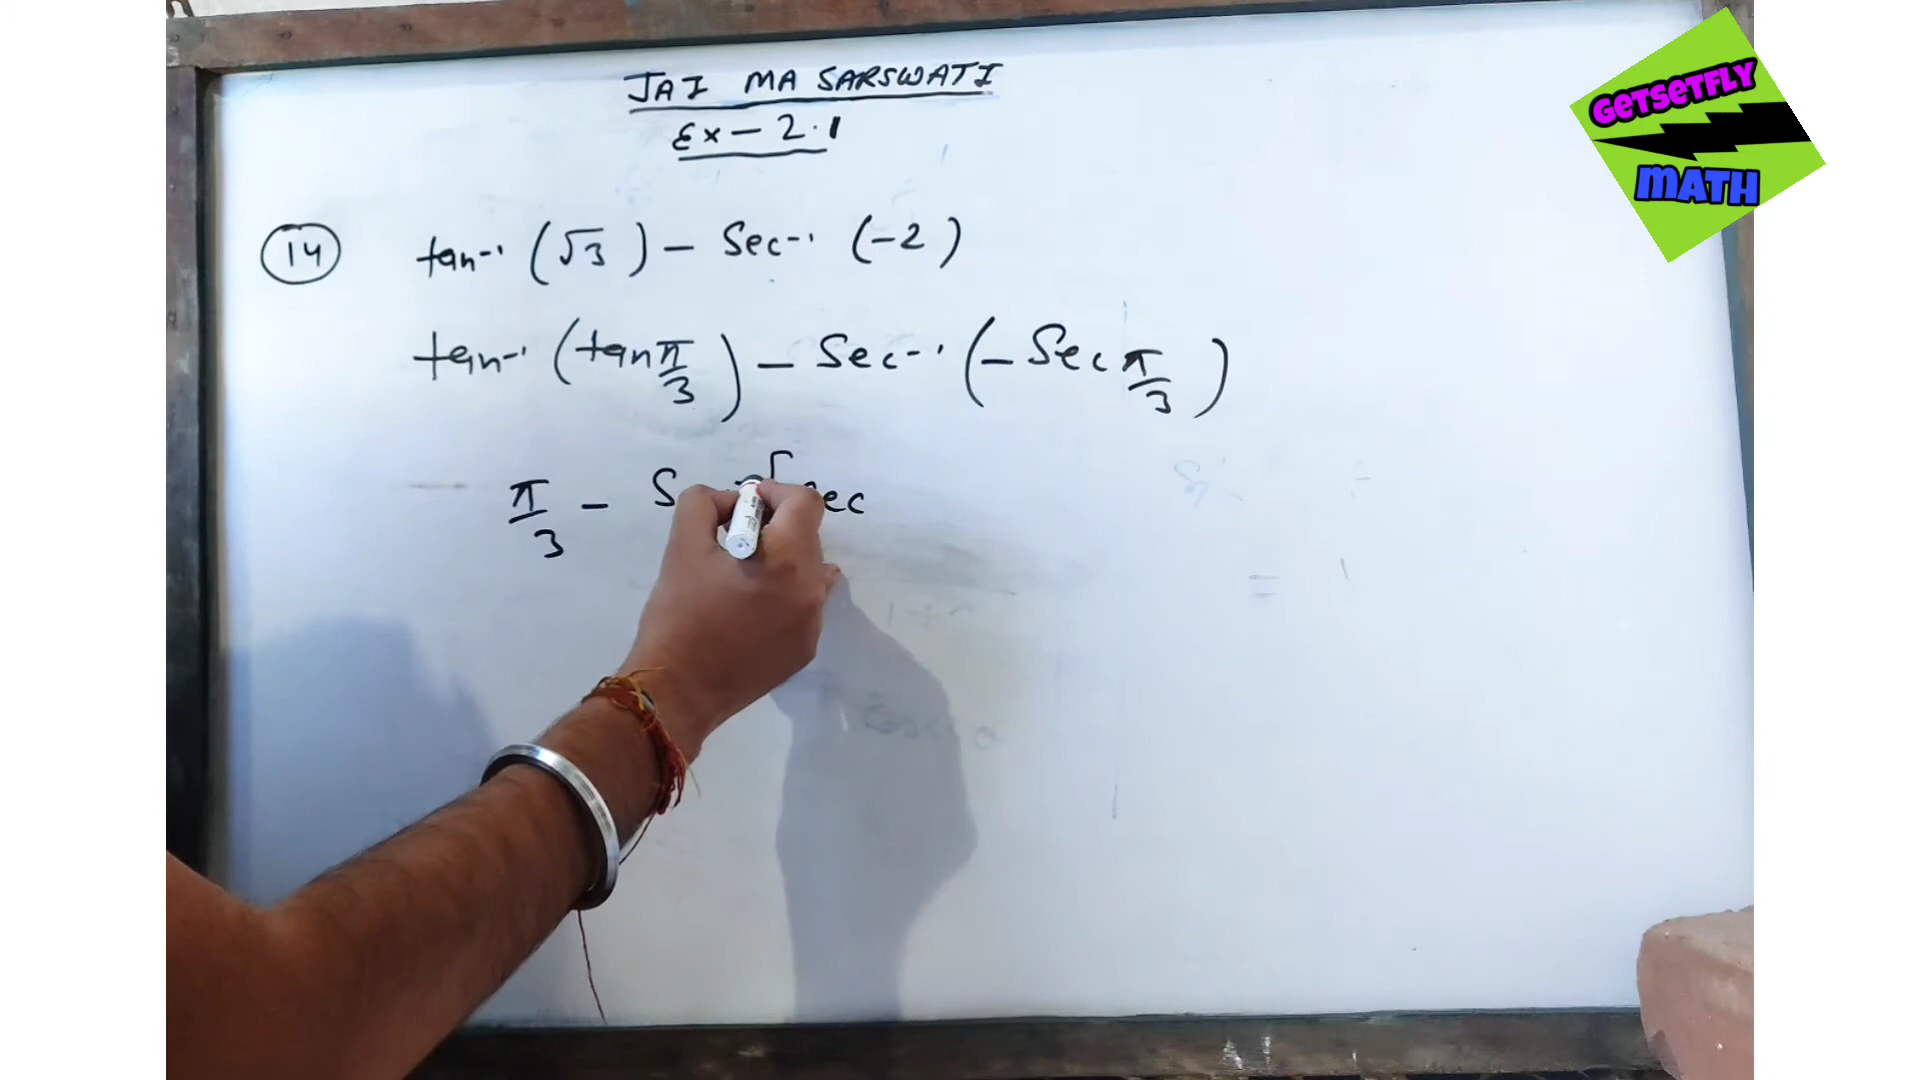 JAI MA SARSWATI
Ex - 2.1
GETSETFLY
MATH
14 tan⁻¹ (√3) - Sec⁻¹ (-2)
tan⁻¹ (tan π/3) - Sec⁻¹ (- Sec π/3)
π/3 - S [ sec